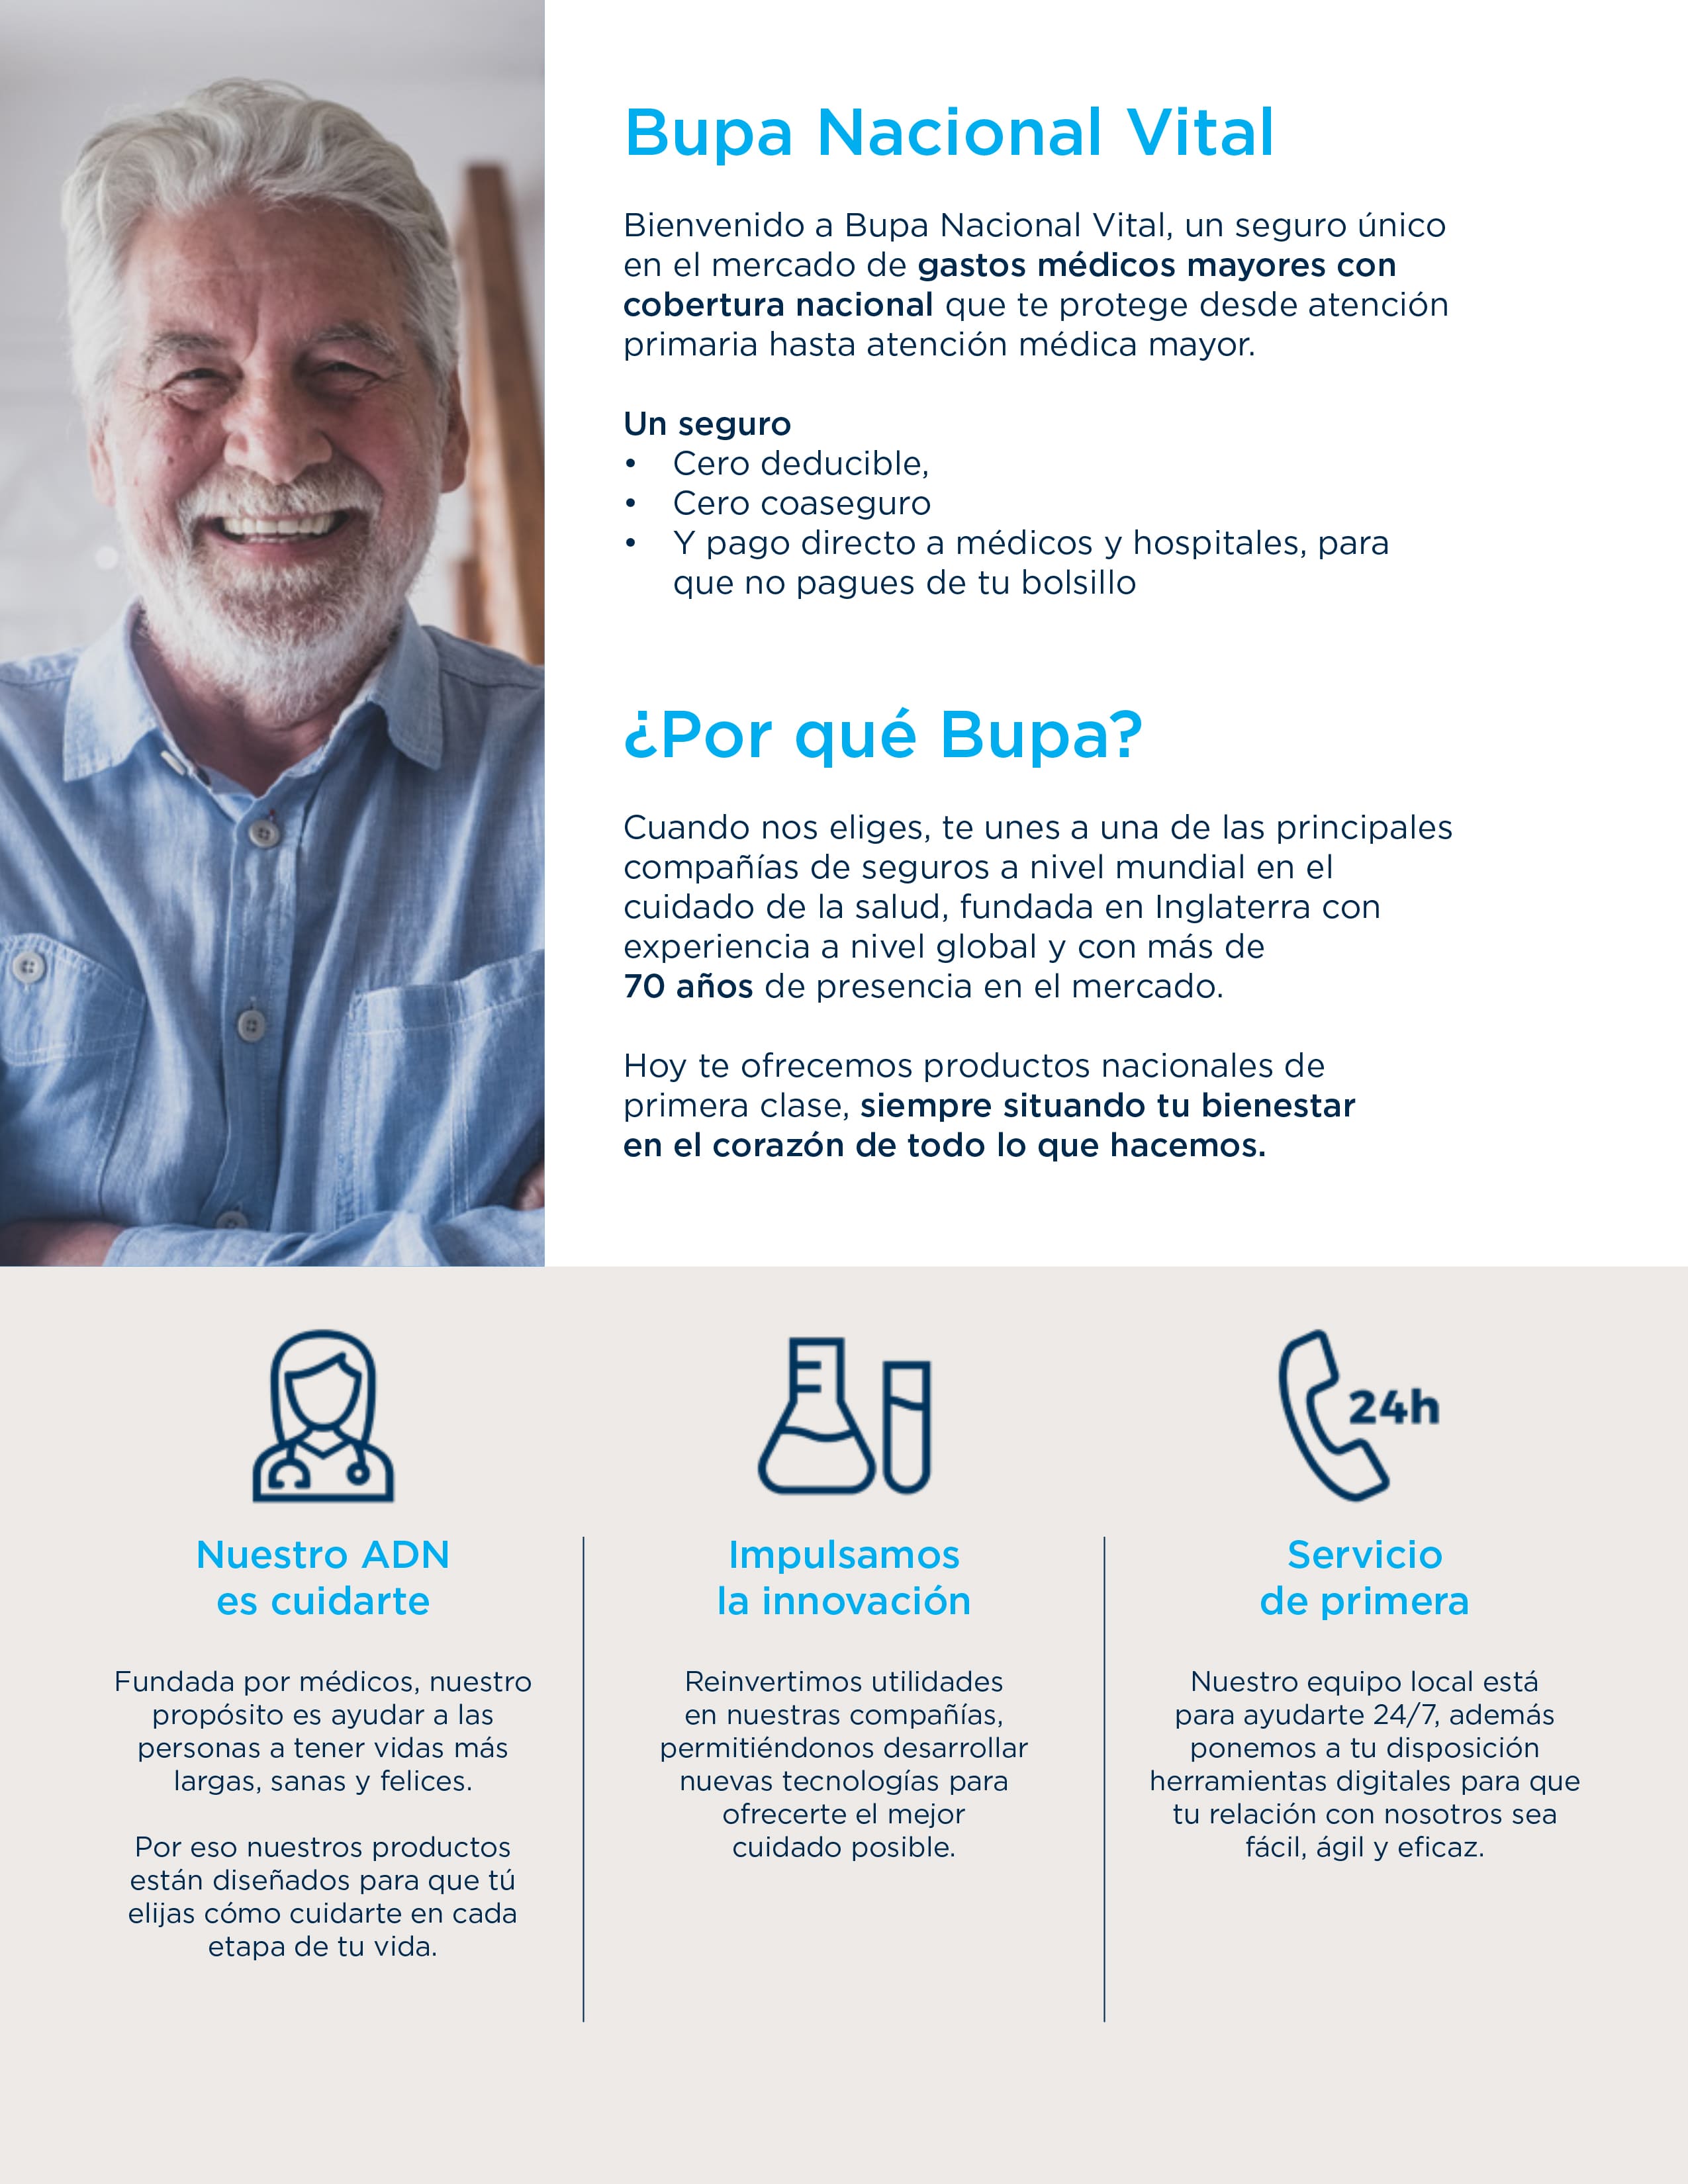 Bupa Nacional Vital
Bienvenido a Bupa Nacional Vital, un seguro único
en el mercado de gastos médicos mayores con
cobertura nacional que te protege desde atención
primaria hasta atención médica mayor.
Un seguro
• Cero deducible,
• Cero coaseguro
• Y pago directo a médicos y hospitales, para
que no pagues de tu bolsillo
¿Por qué Bupa?
Cuando nos eliges, te unes a una de las principales
compañías de seguros a nivel mundial en el
cuidado de la salud, fundada en Inglaterra con
experiencia a nivel global y con más de
70 años de presencia en el mercado.
Hoy te ofrecemos productos nacionales de
primera clase, siempre situando tu bienestar
en el corazón de todo lo que hacemos.
Nuestro ADN
es cuidarte
Fundada por médicos, nuestro
propósito es ayudar a las
personas a tener vidas más
largas, sanas y felices.
Por eso nuestros productos
están diseñados para que tú
elijas cómo cuidarte en cada
etapa de tu vida.
Impulsamos
la innovación
Reinvertimos utilidades
en nuestras compañías,
permitiéndonos desarrollar
nuevas tecnologías para
ofrecerte el mejor
cuidado posible.
24h
Servicio
de primera
Nuestro equipo local está
para ayudarte 24/7, además
ponemos a tu disposición
herramientas digitales para que
tu relación con nosotros sea
fácil, ágil y eficaz.